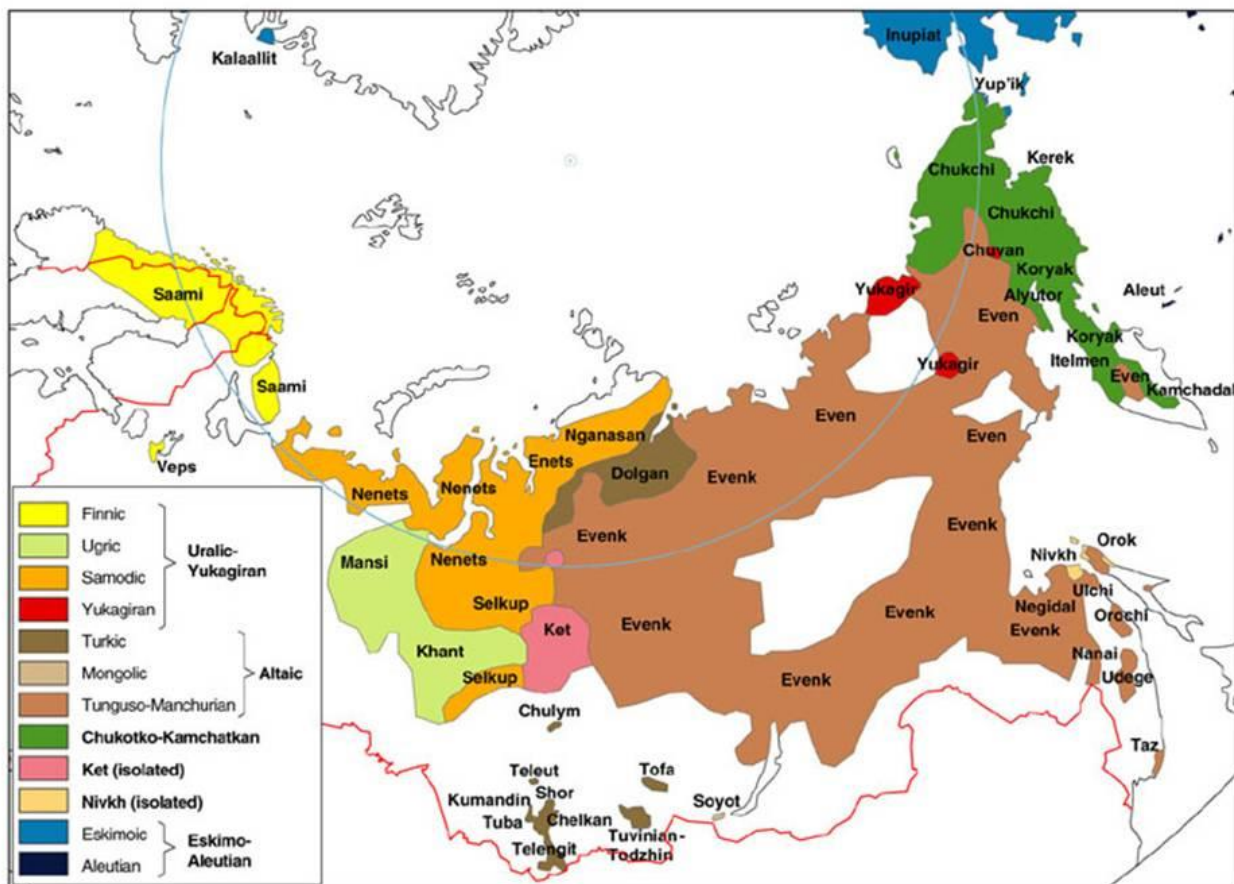 Kalaallit
Inupiat
Yup'ik
Chukchi
Kerek
Chukchi
Chuvan
Koryak
Yukagir
Alyutor
Aleut
Even
Koryak
Itelmen
Yukagir
Even
Kamchadal
Saami
Saami
Veps
Nganasan
Enets
Nenets
Nenets
Dolgan
Even
Even
Evenk
Evenk
Evenk
Mansi
Nenets
Selkup
Ket
Evenk
Evenk
Khant
Selkup
Evenk
Orok
Nivkh
Ulchi
Negidal
Orochi
Evenk
Nanai
Udege
Taz
Chulym
Teleut
Shor
Tofa
Kumandin
Soyot
Tuba
Chelkan
Tuvinian-
Todzhin
Telengit
Finnic
Ugric
Samodic
Yukagiran
Uralic-
Yukagiran
Turkic
Mongolic
Tunguso-Manchurian
Altaic
Chukotko-Kamchatkan
Ket (isolated)
Nivkh (isolated)
Eskimoic
Aleutian
Eskimo-
Aleutian